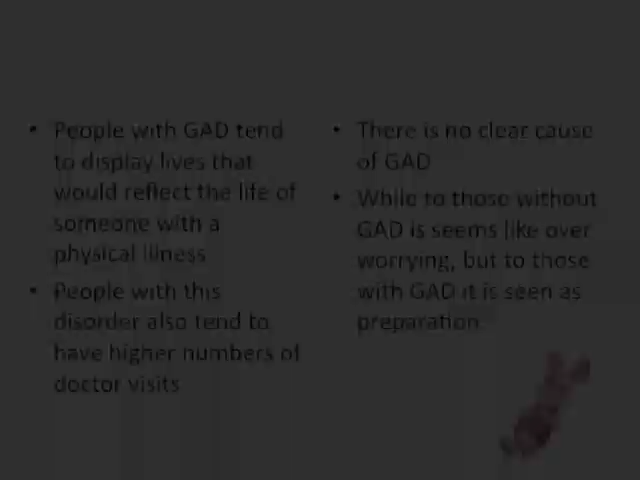 • People with GAD tend
to display lives that
would reflect the life of
someone with a
physical illness
• People with this
disorder also tend to
have higher numbers of
doctor visits
• There is no clear cause
of GAD
• While to those without
GAD is seems like over
worrying, but to those
with GAD it is seen as
preparation.